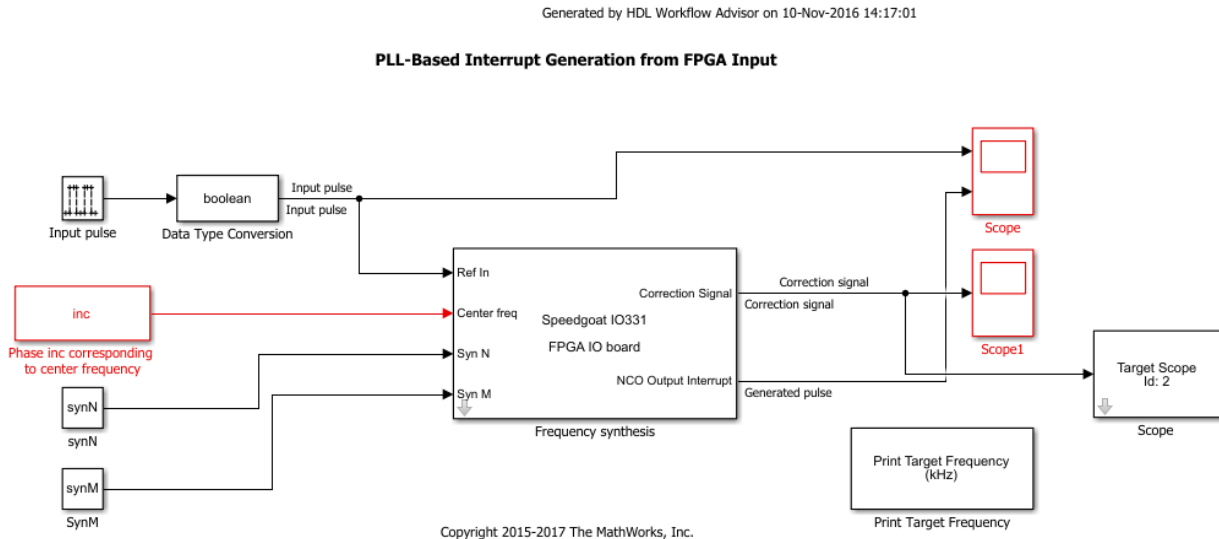 Generated by HDL Workflow Advisor on 10-Nov-2016 14:17:01
PLL-Based Interrupt Generation from FPGA Input
Input pulse
boolean
Data Type Conversion
Input pulse
Input pulse
Scope
inc
Phase inc corresponding
to center frequency
synN
synN
synM
SynM
Ref In
Center freq
Syn N
Syn M
Speedgoat IO331
FPGA IO board
Correction Signal
NCO Output Interrupt
Frequency synthesis
Correction signal
Correction signal
Generated pulse
Scope1
Target Scope
Id: 2
Scope
Print Target Frequency
(kHz)
Print Target Frequency
Copyright 2015-2017 The MathWorks, Inc.